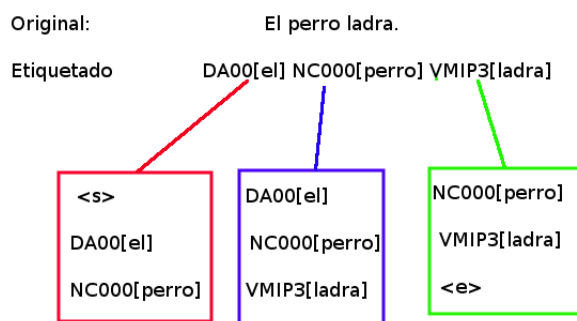 Original: El perro ladra.
Etiquetado DA00[el] NC000[perro] VMIP3[ladra]
<s>
DA00[el]
NC000[perro]
DA00[el]
NC000[perro]
VMIP3[ladra]
NC000[perro]
VMIP3[ladra]
<e>